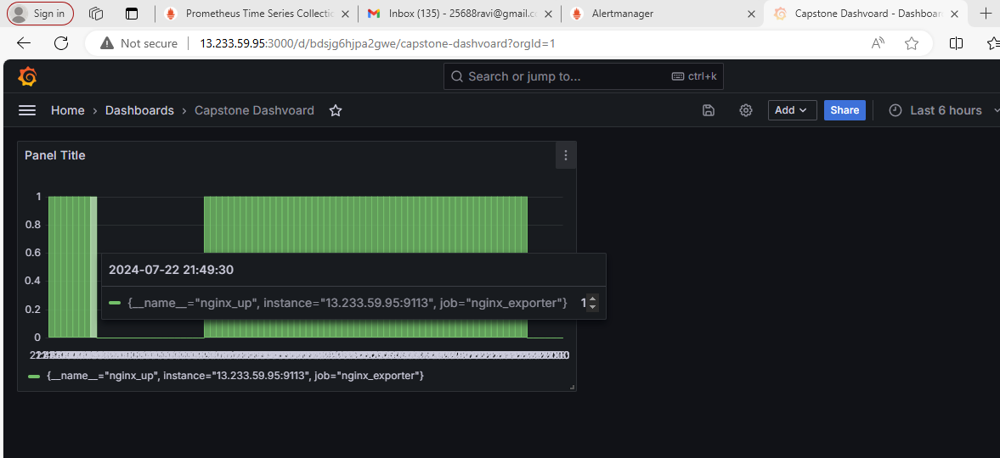 Sign in
Prometheus Time Series Collectic
Inbox (135) - 25688ravi@gmail.c
Alertmanager
Capstone Dashvoard - Dashboar
Not secure
13.233.59.95:3000/d/bdsjg6hjpa2gwe/capstone-dashvoard?orgId=1
Search or jump to...
ctrl+k
Home › Dashboards › Capstone Dashvoard
Add
Share
Last 6 hours
Panel Title
1
0.8
0.6
0.4
0.2
0
2024-07-22 21:49:30
{__name__="nginx_up", instance="13.233.59.95:9113", job="nginx_exporter"} 1
{__name__="nginx_up", instance="13.233.59.95:9113", job="nginx_exporter"}